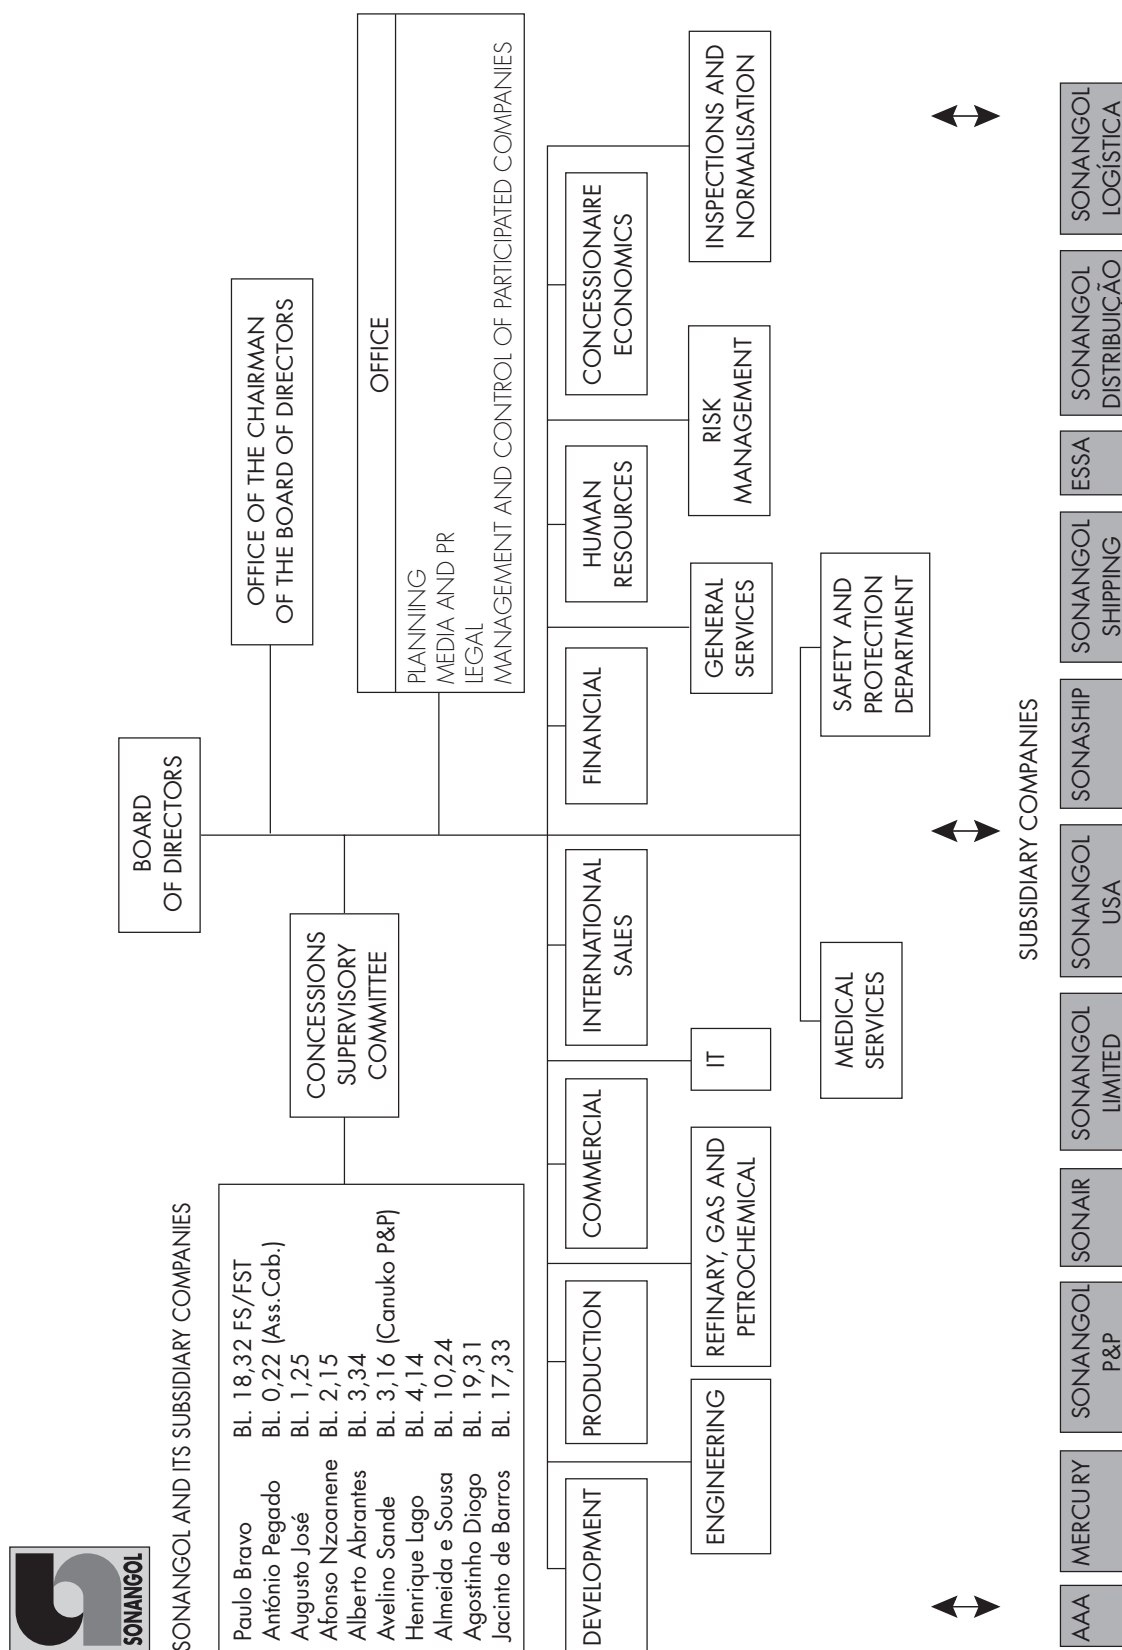 SONANGOL
SONANGOL AND ITS SUBSIDIARY COMPANIES
BOARD
OF DIRECTORS
OFFICE OF THE CHAIRMAN
OF THE BOARD OF DIRECTORS
CONCESSIONS
SUPERVISORY
COMMITTEE
Paulo Bravo BL. 18,32 FS/FST
António Pegado BL. 0,22 (Ass.Cab.)
Augusto José BL. 1,25
Afonso Nzoanene BL. 2,15
Alberto Abrantes BL. 3,34
Avelino Sande BL. 3,16 (Canuko P&P)
Henrique Lago BL. 4,14
Almeida e Sousa BL. 10,24
Agostinho Diogo BL. 19,31
Jacinto de Barros BL. 17,33
OFFICE
PLANNING
MEDIA AND PR
LEGAL
MANAGEMENT AND CONTROL OF PARTICIPATED COMPANIES
DEVELOPMENT
PRODUCTION
COMMERCIAL
INTERNATIONAL
SALES
FINANCIAL
HUMAN
RESOURCES
CONCESSIONAIRE
ECONOMICS
ENGINEERING
REFINARY, GAS AND
PETROCHEMICAL
IT
GENERAL
SERVICES
RISK
MANAGEMENT
INSPECTIONS AND
NORMALISATION
MEDICAL
SERVICES
SAFETY AND
PROTECTION
DEPARTMENT
SUBSIDIARY COMPANIES
AAA
MERCURY
SONANGOL
P&P
SONAIR
SONANGOL
LIMITED
SONANGOL
USA
SONASHIP
SONANGOL
SHIPPING
ESSA
SONANGOL
DISTRIBUIÇÃO
SONANGOL
LOGÍSTICA